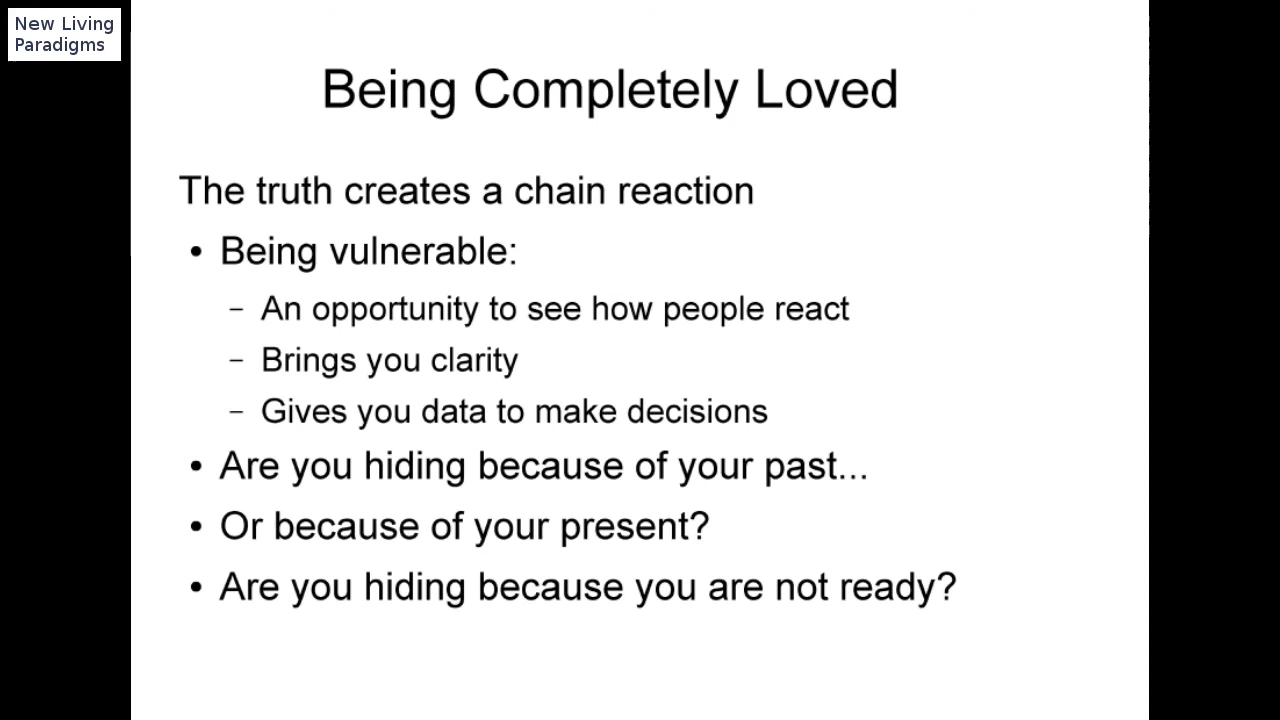 New Living
Paradigms
Being Completely Loved
The truth creates a chain reaction
• Being vulnerable:
– An opportunity to see how people react
– Brings you clarity
– Gives you data to make decisions
• Are you hiding because of your past...
• Or because of your present?
• Are you hiding because you are not ready?